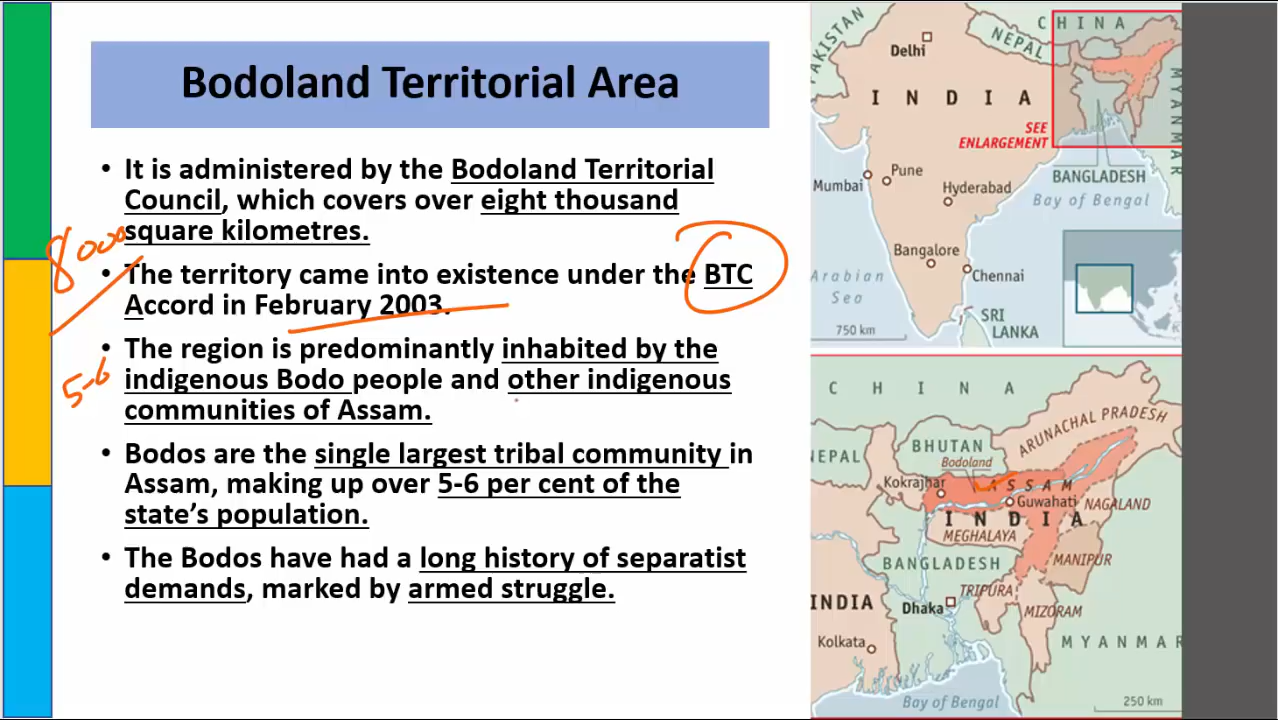 Bodoland Territorial Area
• It is administered by the Bodoland Territorial
Council, which covers over eight thousand
square kilometres.
8000
• The territory came into existence under the BTC
Accord in February 2003.
• The region is predominantly inhabited by the
indigenous Bodo people and other indigenous
communities of Assam.
5-6
• Bodos are the single largest tribal community in
Assam, making up over 5-6 per cent of the
state's population.
• The Bodos have had a long history of separatist
demands, marked by armed struggle.
CHINA
PAKISTAN
NEPAL
Delhi
INDIA
MYANMAR
SEE
ENLARGEMENT
BANGLADESH
Mumbai
Pune
Hyderabad
Bay of Bengal
Bangalore
Chennai
Arabian
Sea
SRI
LANKA
750 km
CHINA
ARUNACHAL PRADESH
BHUTAN
NEPAL
Bodoland
Kokrajhar
ASSAM
Guwahati
NAGALAND
INDIA
MEGHALAYA
BANGLADESH
MANIPUR
TRIPURA
INDIA
Dhaka
MIZORAM
Kolkata
MYANMAR
Bay of Bengal
250 km